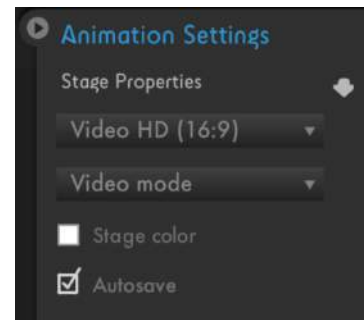 Animation Settings
Stage Properties
Video HD (16:9)
Video mode
Stage color
Autosave